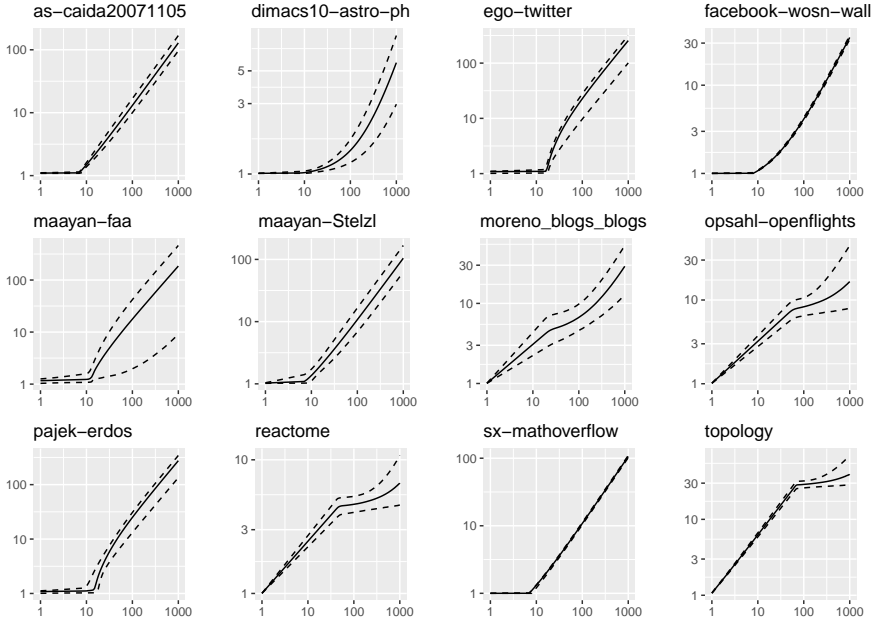 as−caida20071105
dimacs10−astro−ph
ego−twitter
facebook−wosn−wall
100
10
1
1 10 100 1000
5
3
1
1 10 100 1000
100
10
1
1 10 100 1000
30
10
3
1
1 10 100 1000
maayan−faa
maayan−Stelzl
moreno_blogs_blogs
opsahl−openflights
100
10
1
1 10 100 1000
100
10
1
1 10 100 1000
30
10
3
1
1 10 100 1000
30
10
3
1
1 10 100 1000
pajek−erdos
reactome
sx−mathoverflow
topology
100
10
1
1 10 100 1000
10
3
1
1 10 100 1000
100
10
1
1 10 100 1000
30
10
3
1
1 10 100 1000